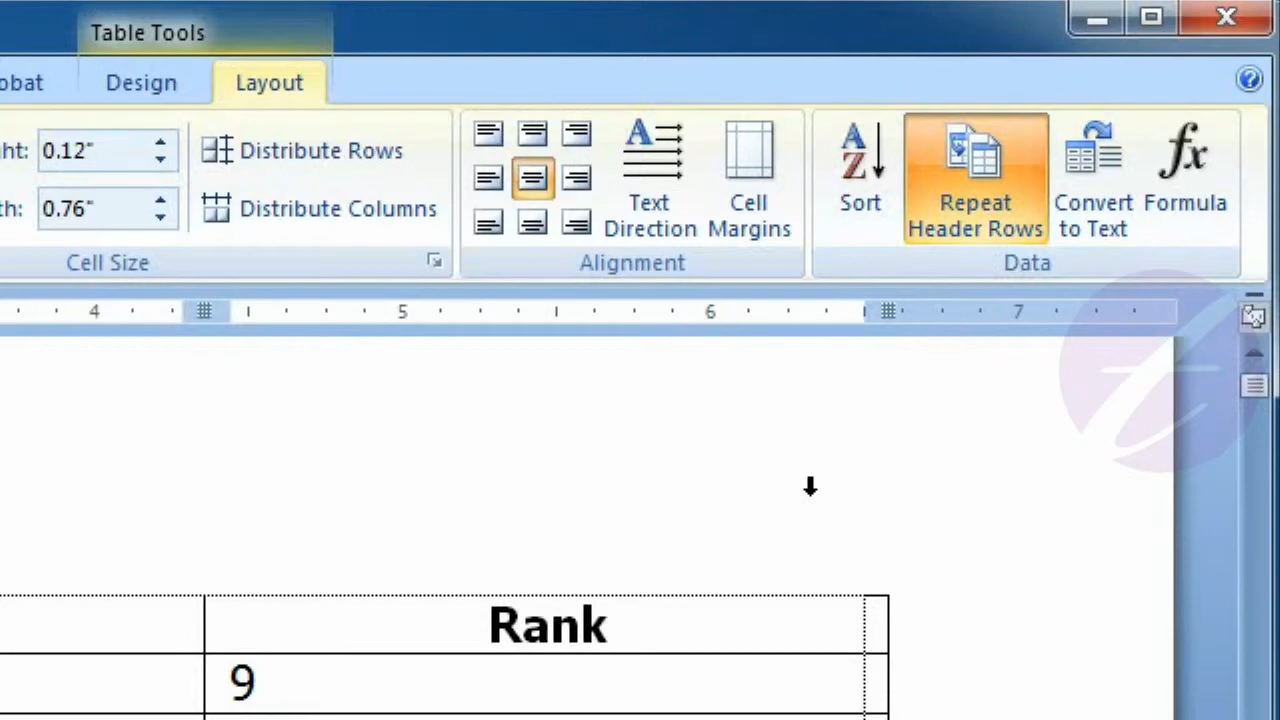 Table Tools
obat Design Layout
ght: 0.12" Distribute Rows
th: 0.76" Distribute Columns
Cell Size
Text Direction
Cell Margins
Alignment
Sort
Repeat Header Rows
Convert to Text
Formula
Data
4 5 6 7
Rank
9